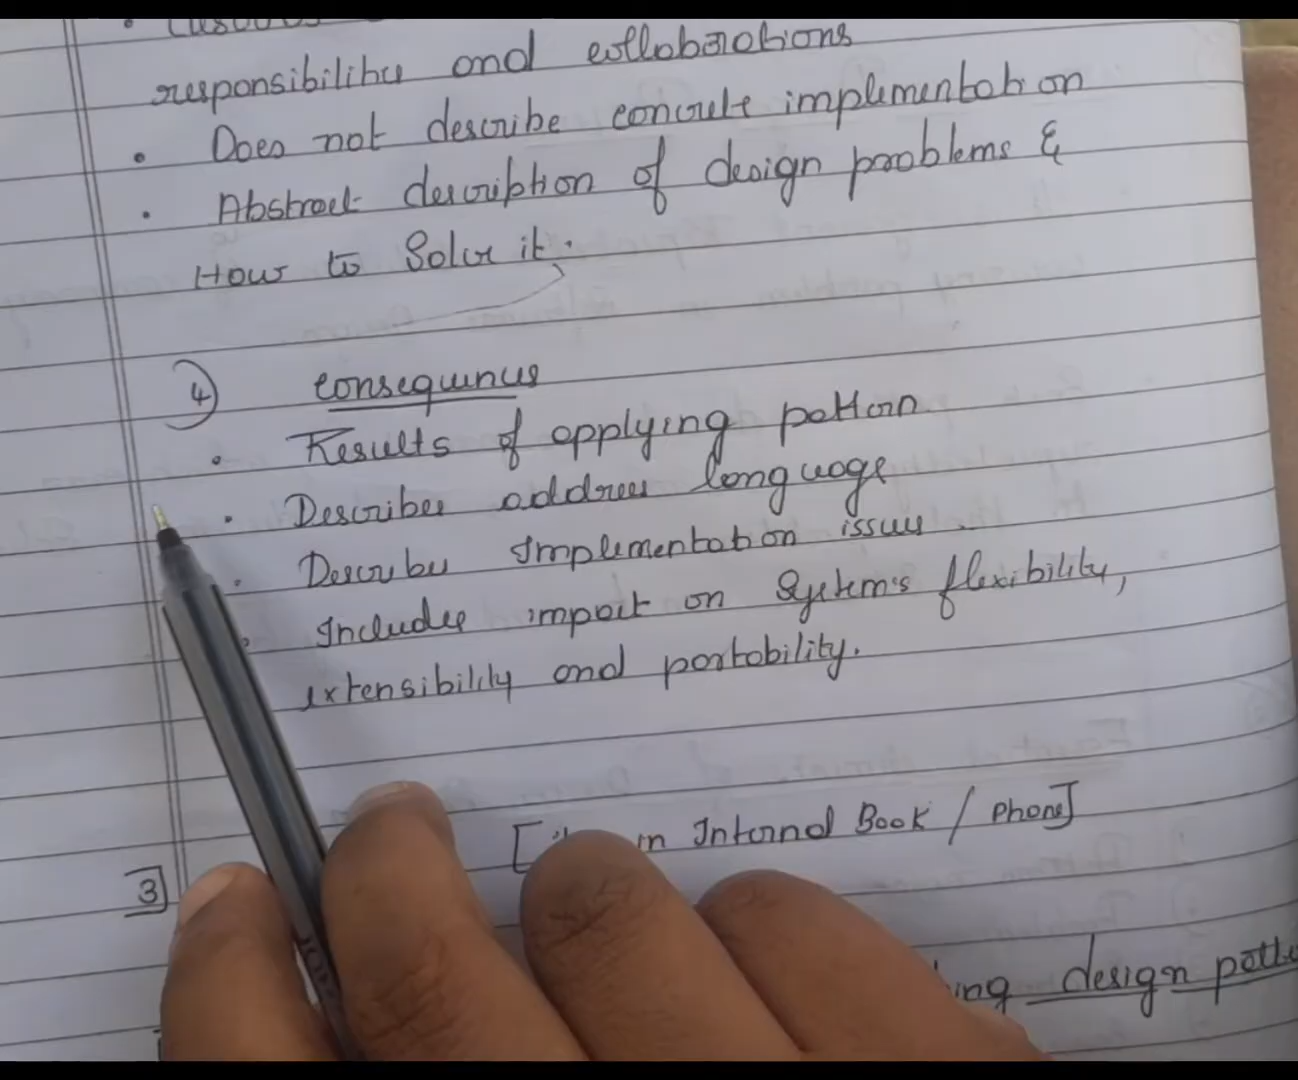 responsibility and collaborations
• Does not describe concrete implementation
• Abstract description of design problems &
How to Solve it.
4) Consequences
• Results of applying pattern
• Describes address language
• Describes Implementation issues.
• Includes impact on System's flexibility,
extensibility and portability.
[ in Internal Book / Phone]
3
design